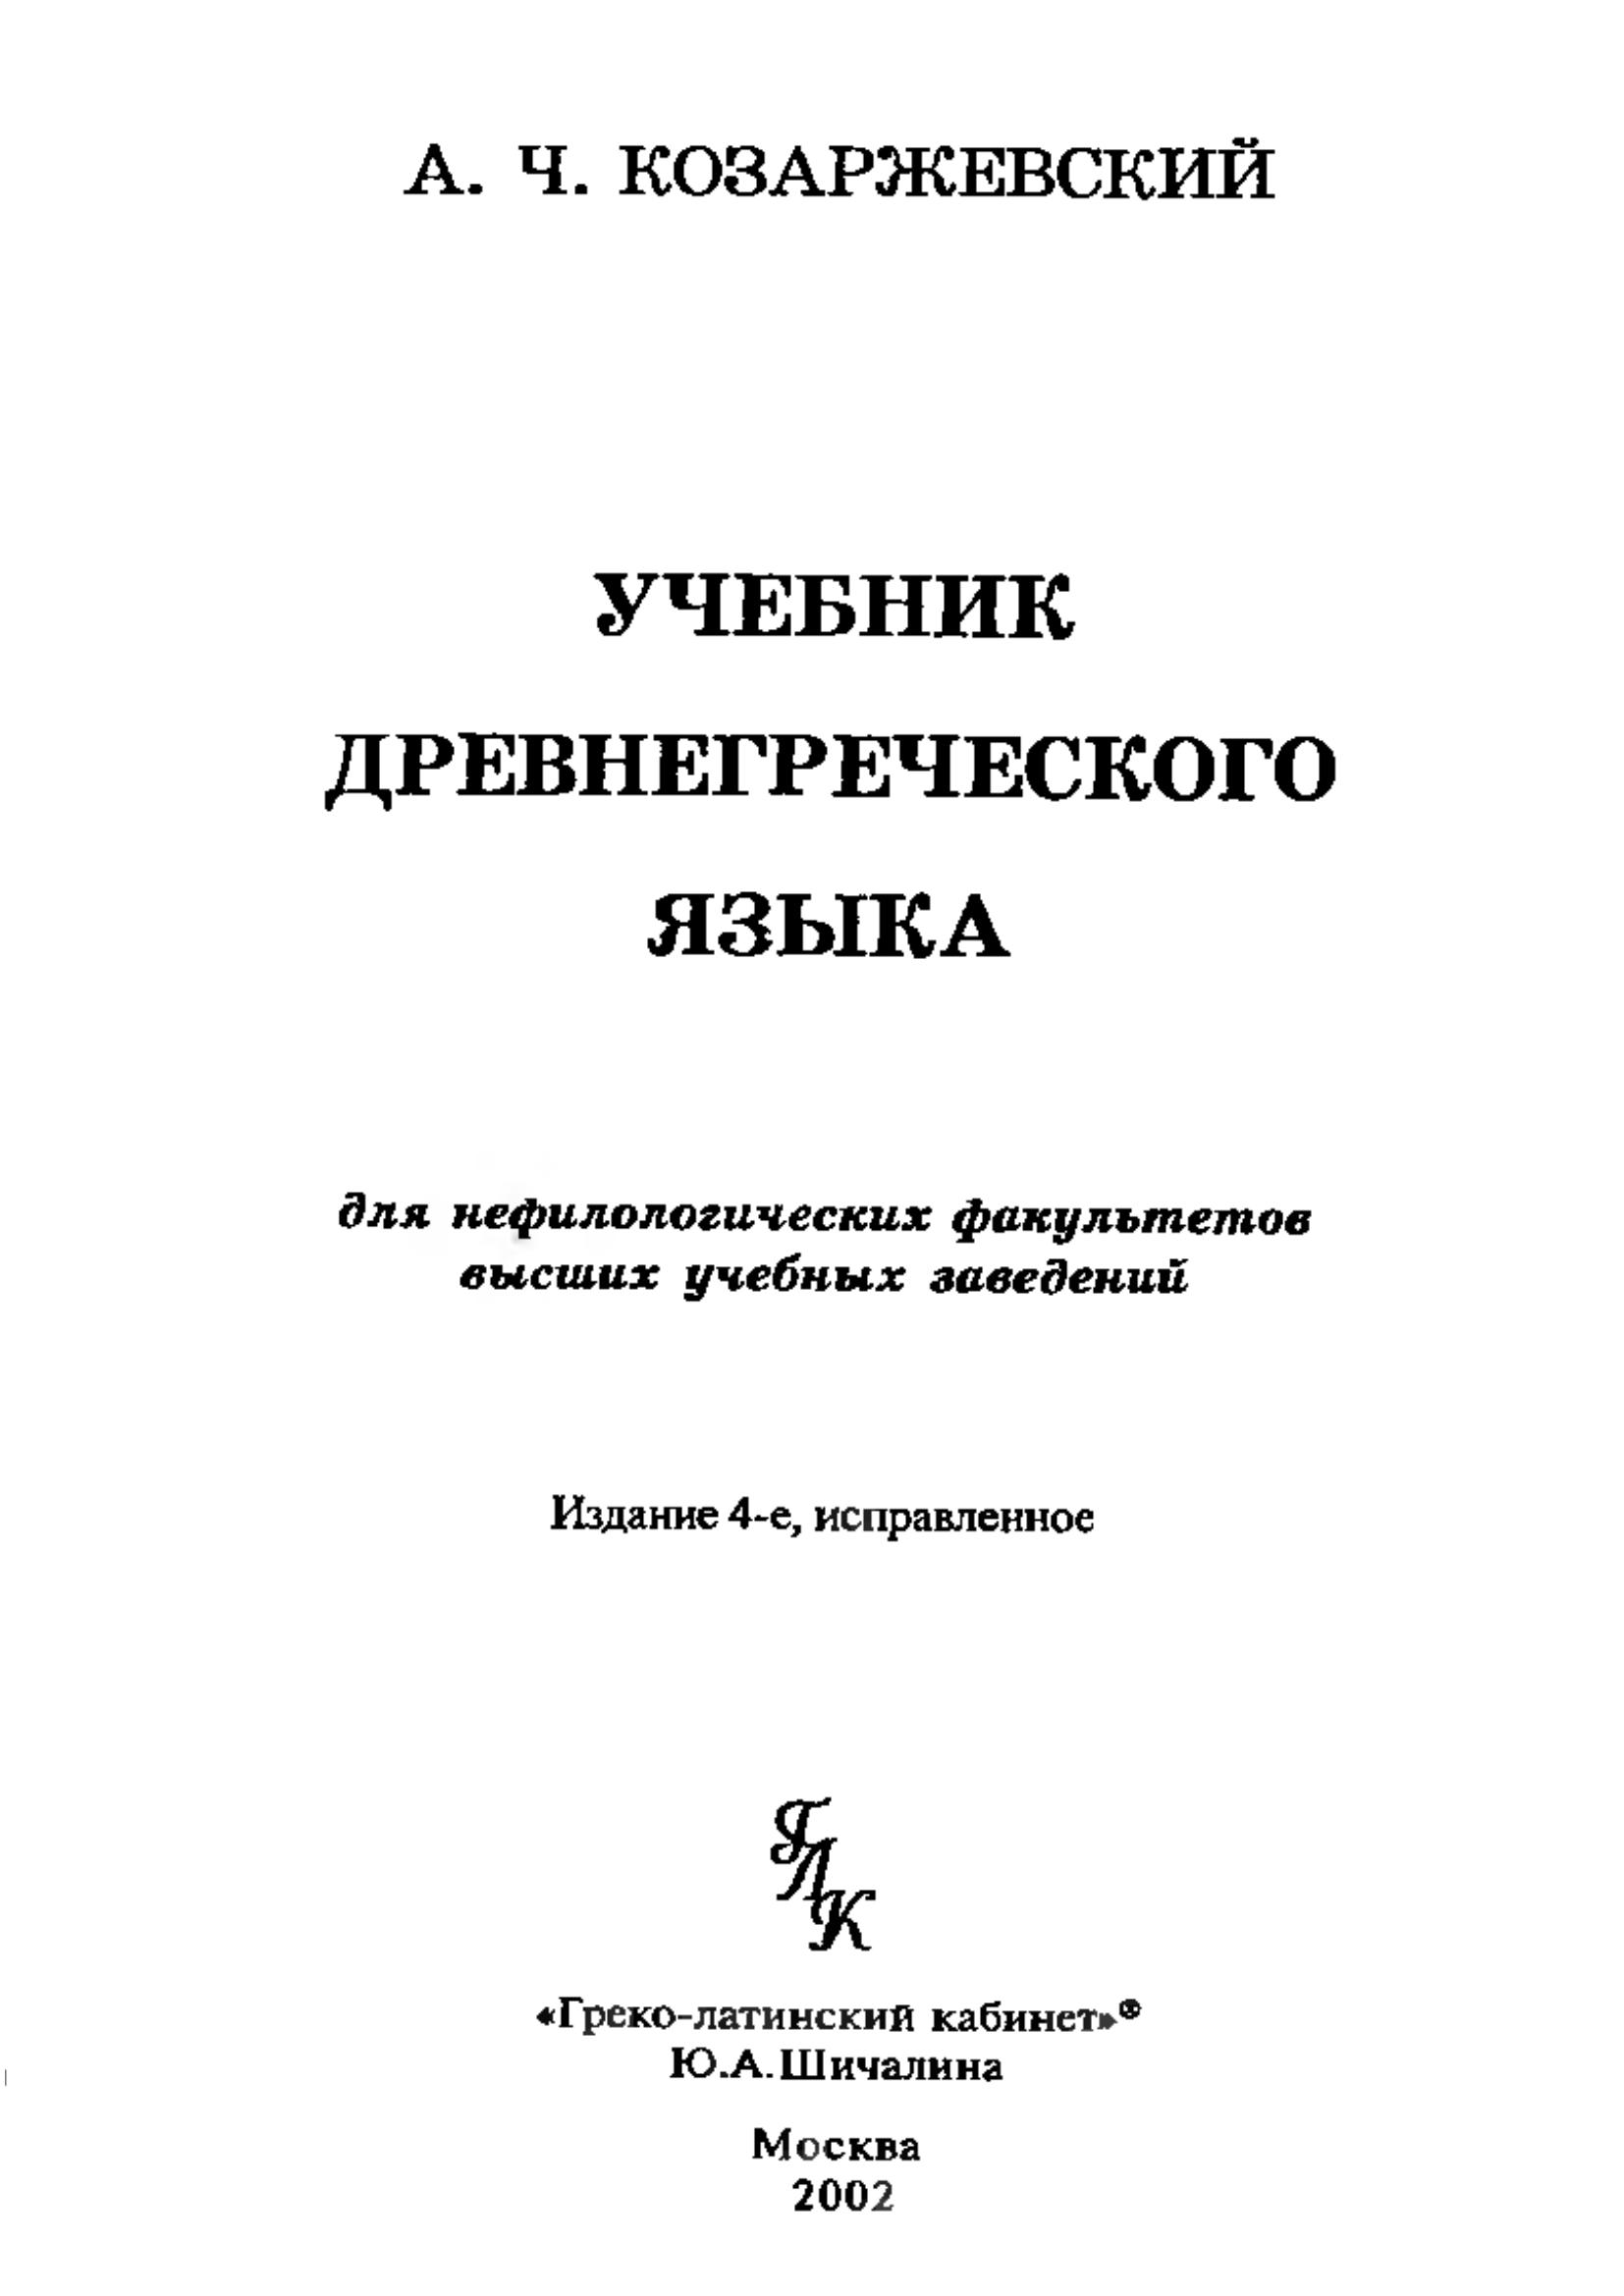 А. Ч. КОЗАРЖЕВСКИЙ
УЧЕБНИК
ДРЕВНЕГРЕЧЕСКОГО
ЯЗЫКА
для нефилологических факультетов
высших учебных заведений
Издание 4-е, исправленное
ГЛК
«Греко-латинский кабинет»®
Ю.А.Шичалина
Москва
2002